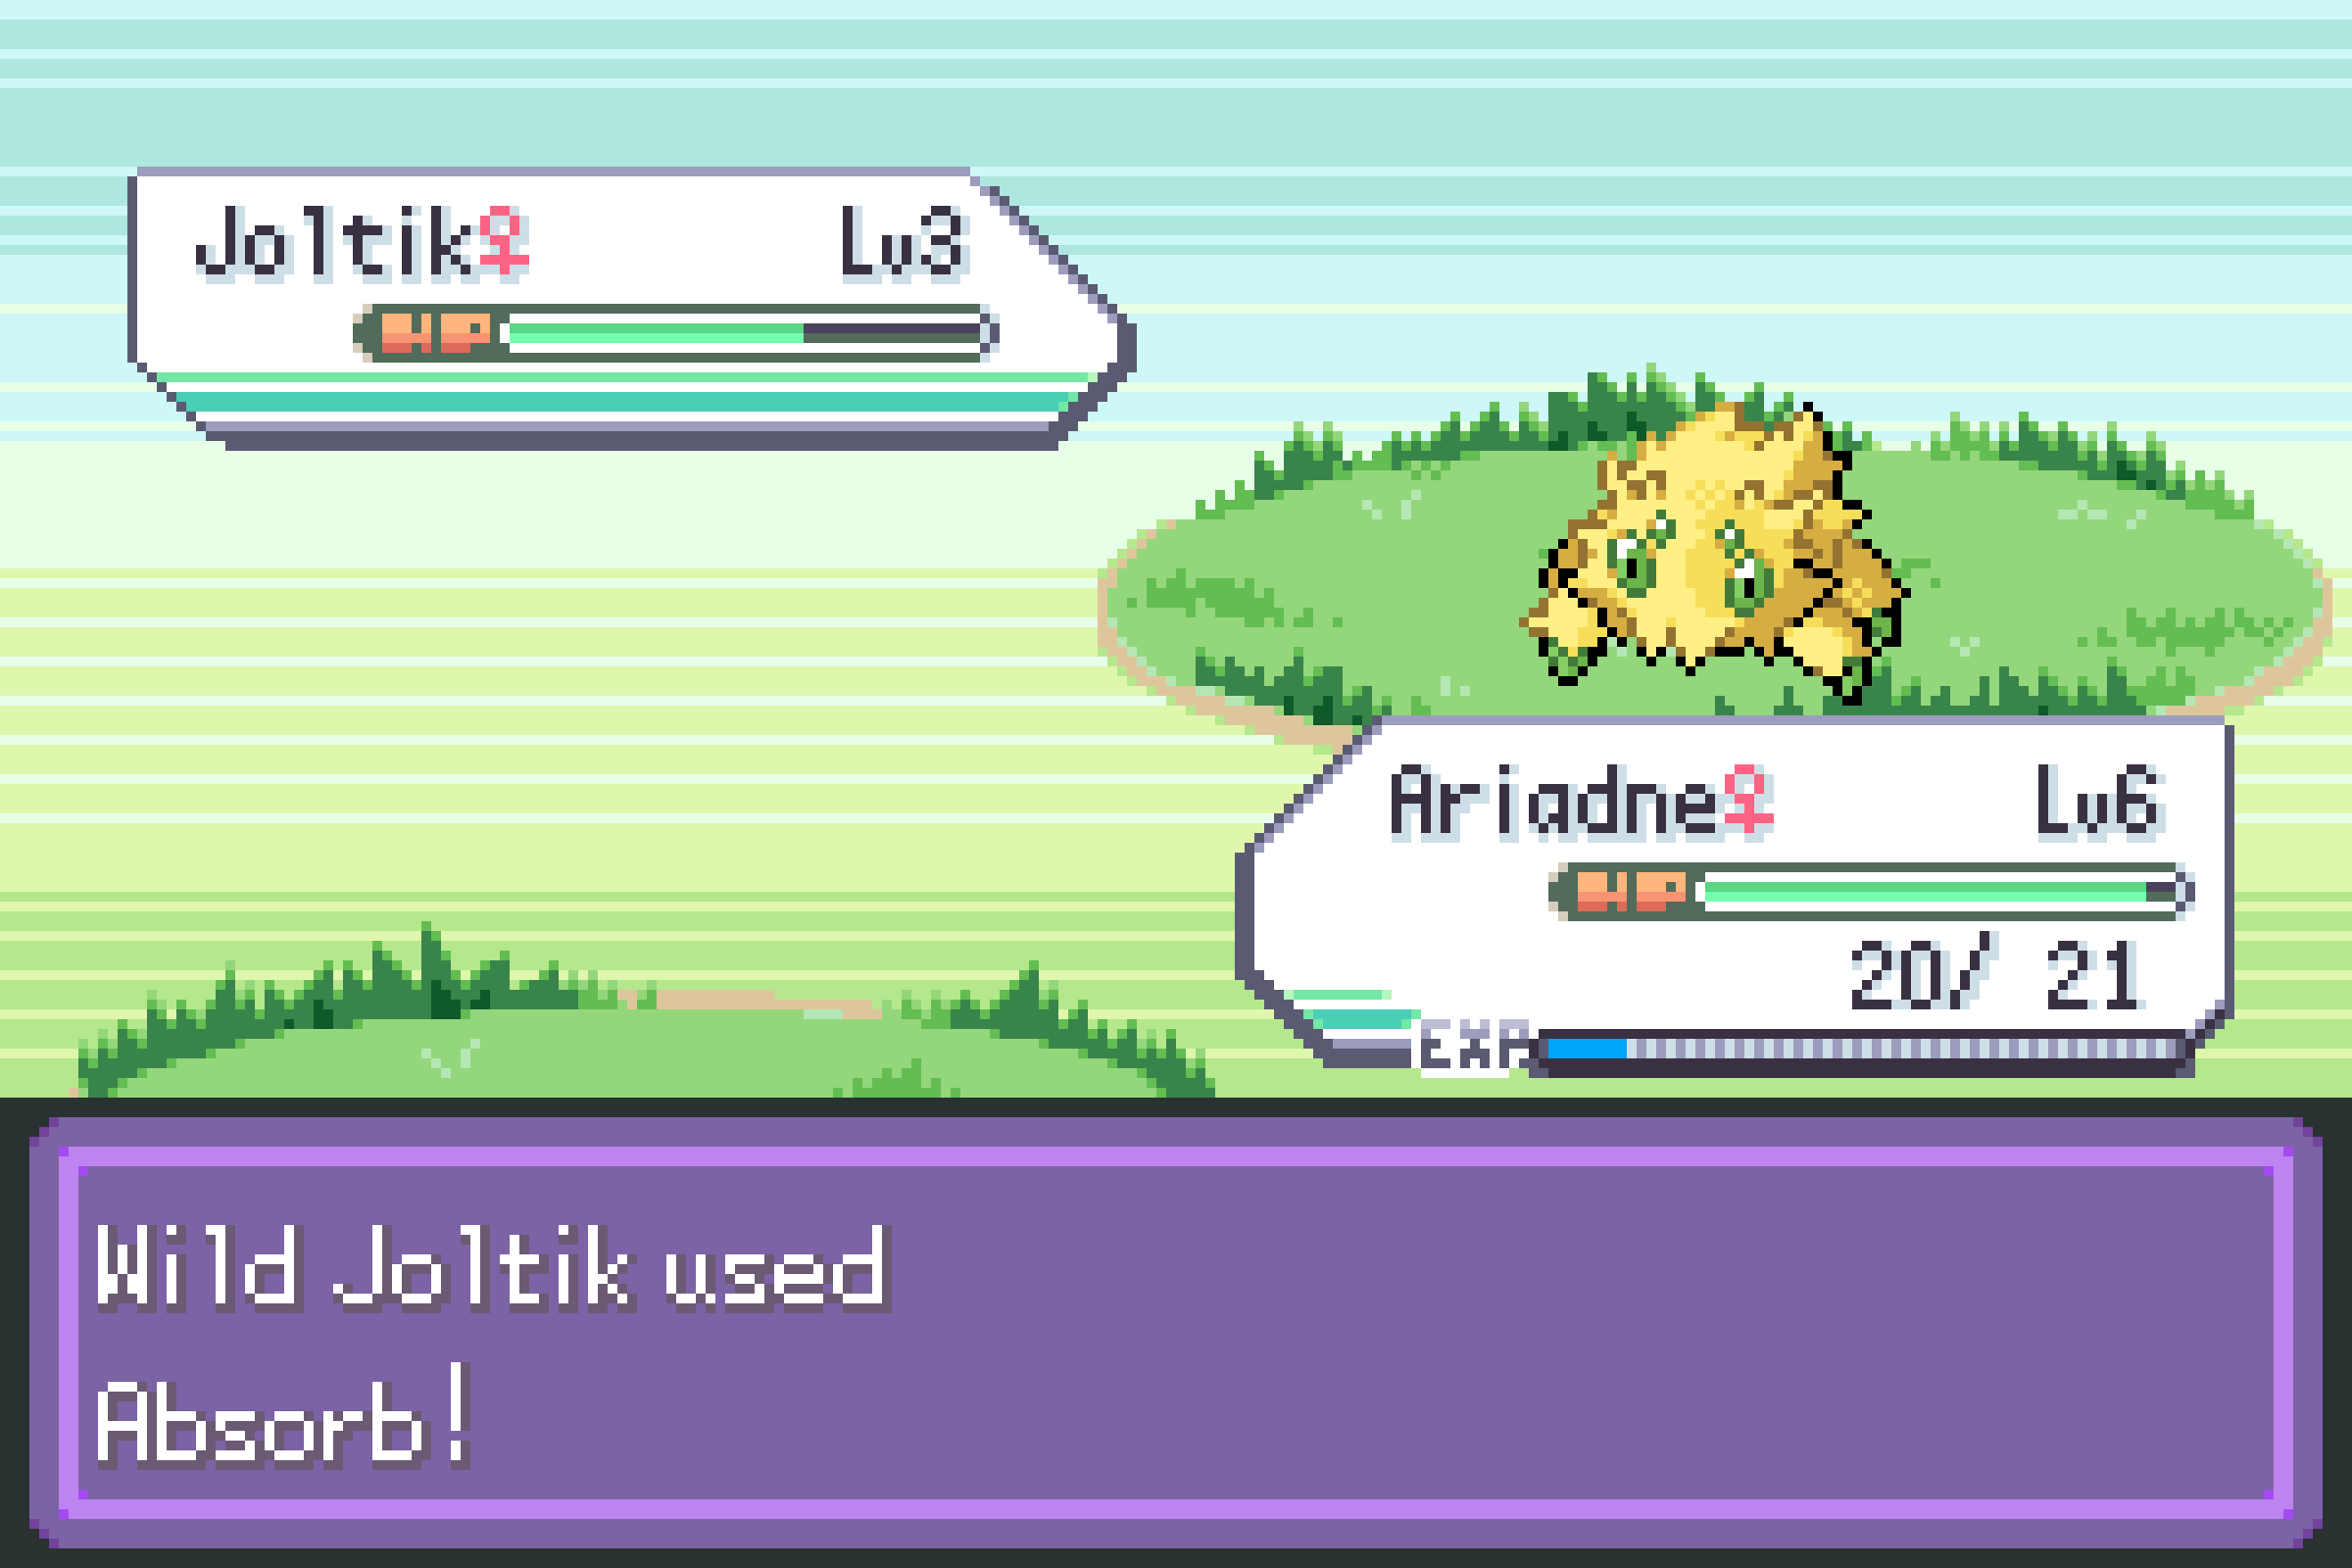 Joltik♀ Lv3
HP
Ariadne♀ Lv6
HP
20/ 21
EXP
Wild Joltik used
Absorb!